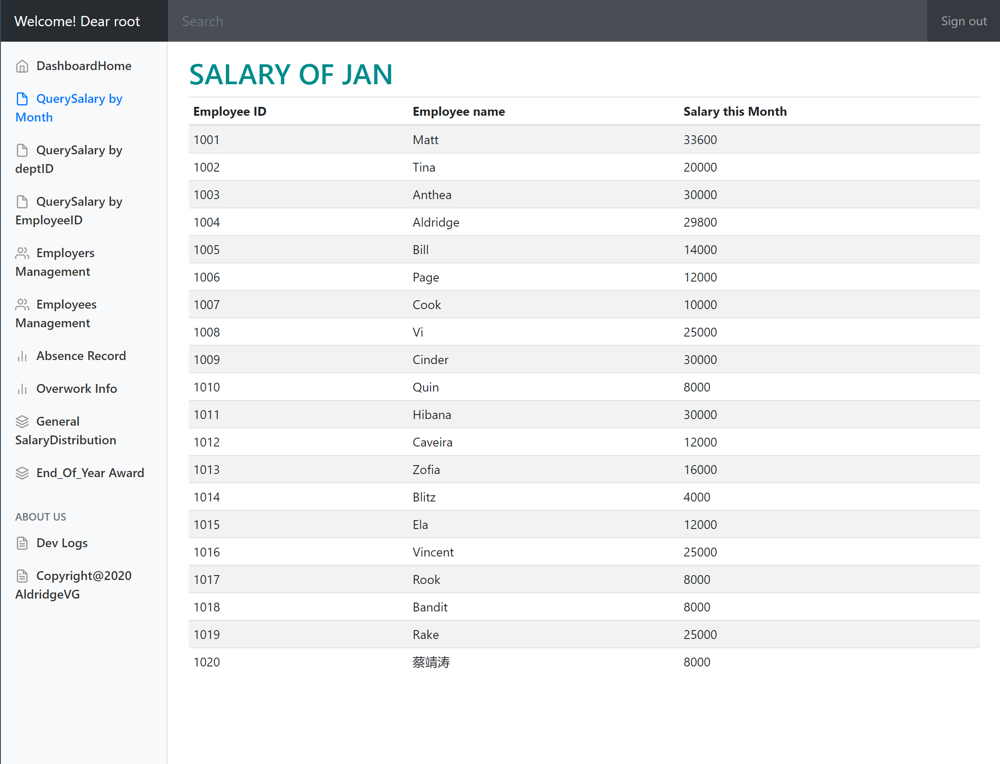 Welcome! Dear root
Search
Sign out
DashboardHome
QuerySalary by
Month
QuerySalary by
deptID
QuerySalary by
EmployeeID
Employers
Management
Employees
Management
Absence Record
Overwork Info
General
SalaryDistribution
End_Of_Year Award
ABOUT US
Dev Logs
Copyright@2020
AldridgeVG
SALARY OF JAN
Employee ID Employee name Salary this Month
1001 Matt 33600
1002 Tina 20000
1003 Anthea 30000
1004 Aldridge 29800
1005 Bill 14000
1006 Page 12000
1007 Cook 10000
1008 Vi 25000
1009 Cinder 30000
1010 Quin 8000
1011 Hibana 30000
1012 Caveira 12000
1013 Zofia 16000
1014 Blitz 4000
1015 Ela 12000
1016 Vincent 25000
1017 Rook 8000
1018 Bandit 8000
1019 Rake 25000
1020 蔡靖涛 8000